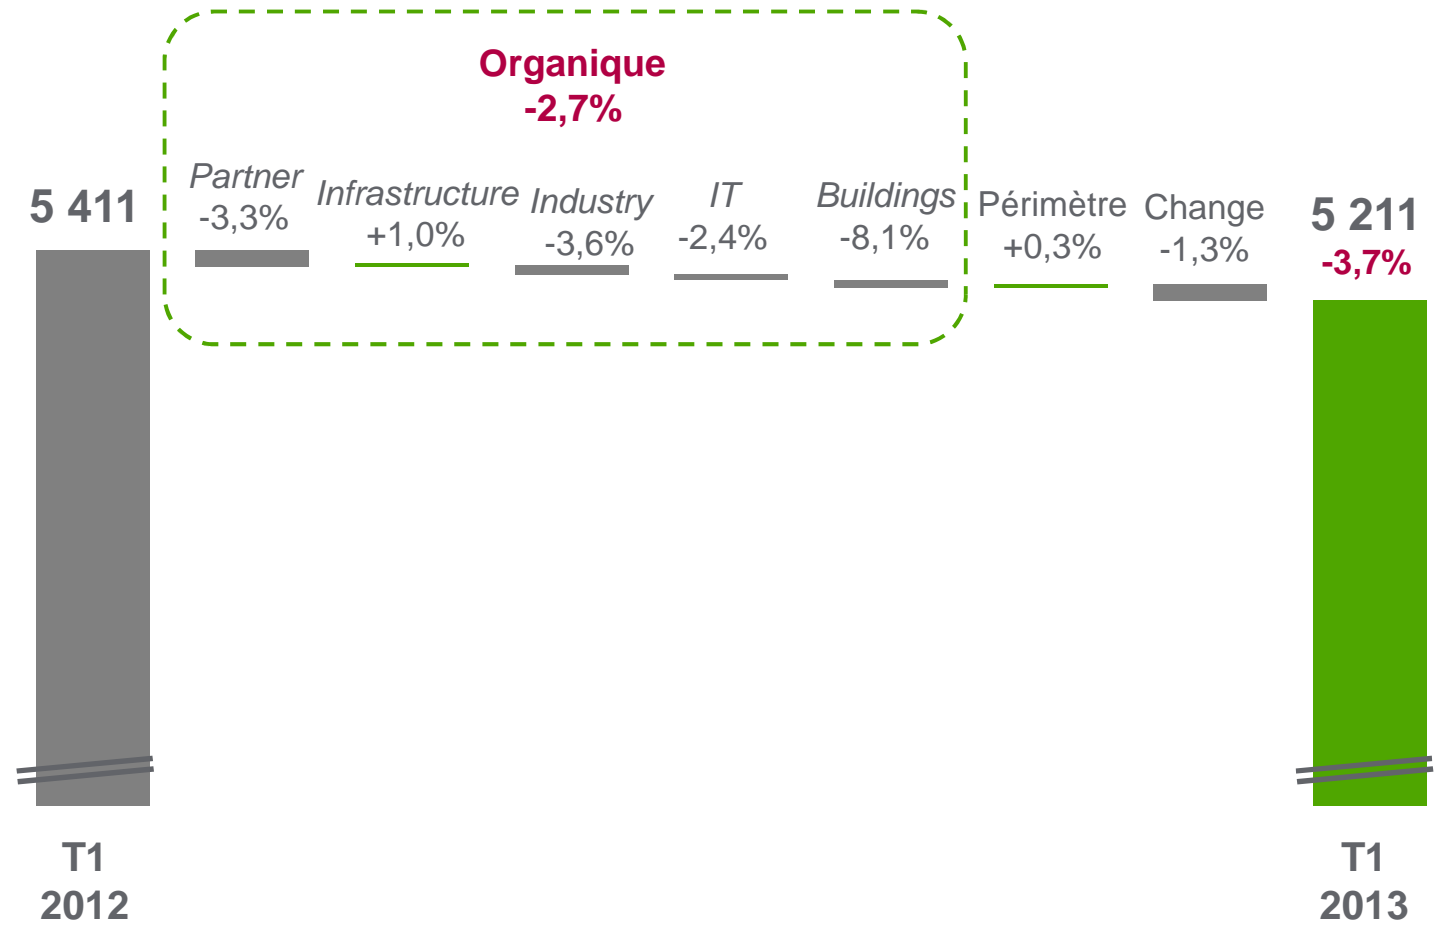 Organique
-2,7%
5 411
Partner
-3,3%
Infrastructure
+1,0%
Industry
-3,6%
IT
-2,4%
Buildings
-8,1%
Périmètre
+0,3%
Change
-1,3%
5 211
-3,7%
T1
2012
T1
2013